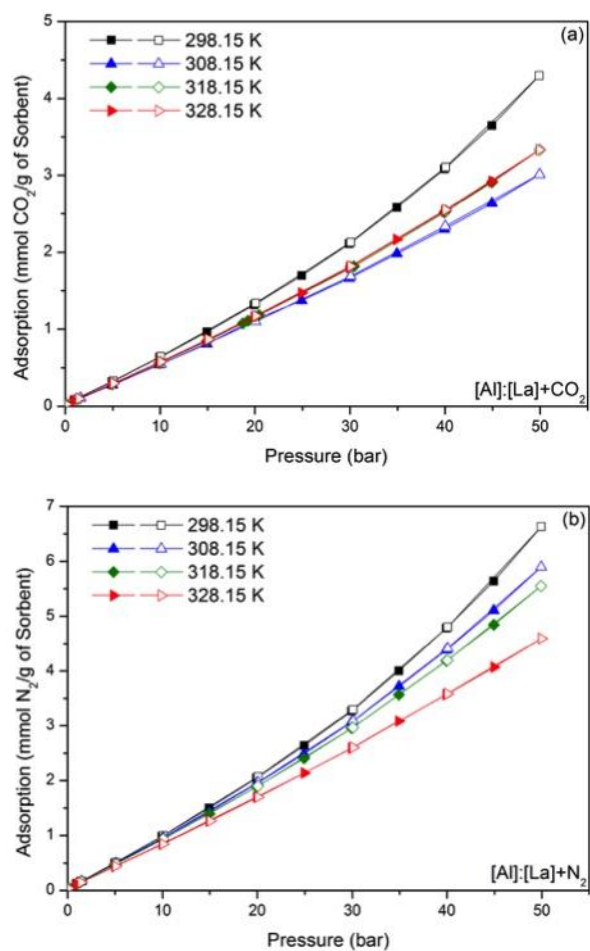 (a)
298.15 K
308.15 K
318.15 K
328.15 K
5
4
3
2
1
0
Adsorption (mmol CO₂/g of Sorbent)
[Al]:[La]+CO₂
0 10 20 30 40 50
Pressure (bar)
(b)
298.15 K
308.15 K
318.15 K
328.15 K
7
6
5
4
3
2
1
0
Adsorption (mmol N₂/g of Sorbent)
[Al]:[La]+N₂
0 10 20 30 40 50
Pressure (bar)